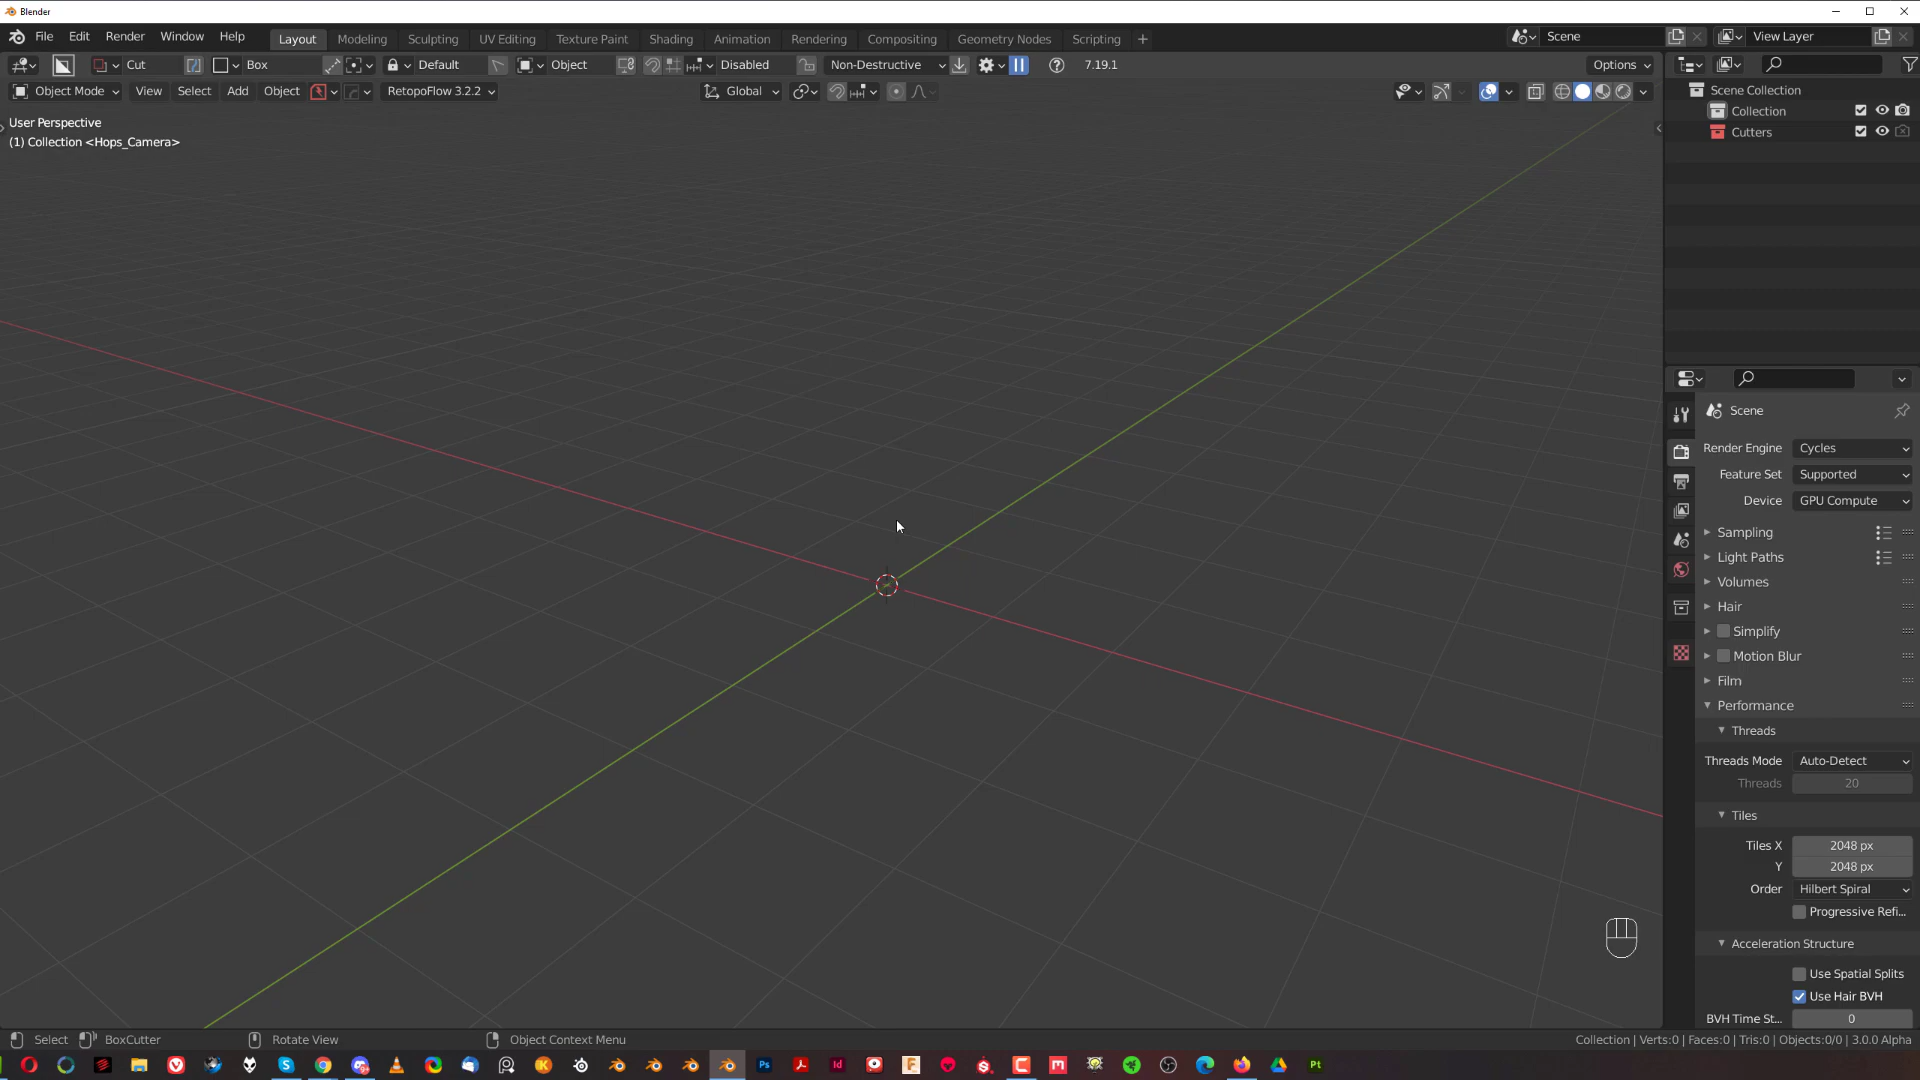 Blender
File Edit Render Window Help Layout Modeling Sculpting UV Editing Texture Paint Shading Animation Rendering Compositing Geometry Nodes Scripting + Scene View Layer
Cut Box Default Object Disabled Non-Destructive 7.19.1 Options
Object Mode View Select Add Object RetopoFlow 3.2.2 Global
User Perspective
(1) Collection <Hops_Camera>
Scene Collection
Collection
Cutters
Scene
Render Engine Cycles
Feature Set Supported
Device GPU Compute
Sampling
Light Paths
Volumes
Hair
Simplify
Motion Blur
Film
Performance
Threads
Threads Mode Auto-Detect
Threads 20
Tiles
Tiles X 2048 px
Y 2048 px
Order Hilbert Spiral
Progressive Refi...
Acceleration Structure
Use Spatial Splits
Use Hair BVH
BVH Time St... 0
Select BoxCutter Rotate View Object Context Menu Collection | Verts:0 | Faces:0 | Tris:0 | Objects:0/0 | 3.0.0 Alpha
Ps Id Pt